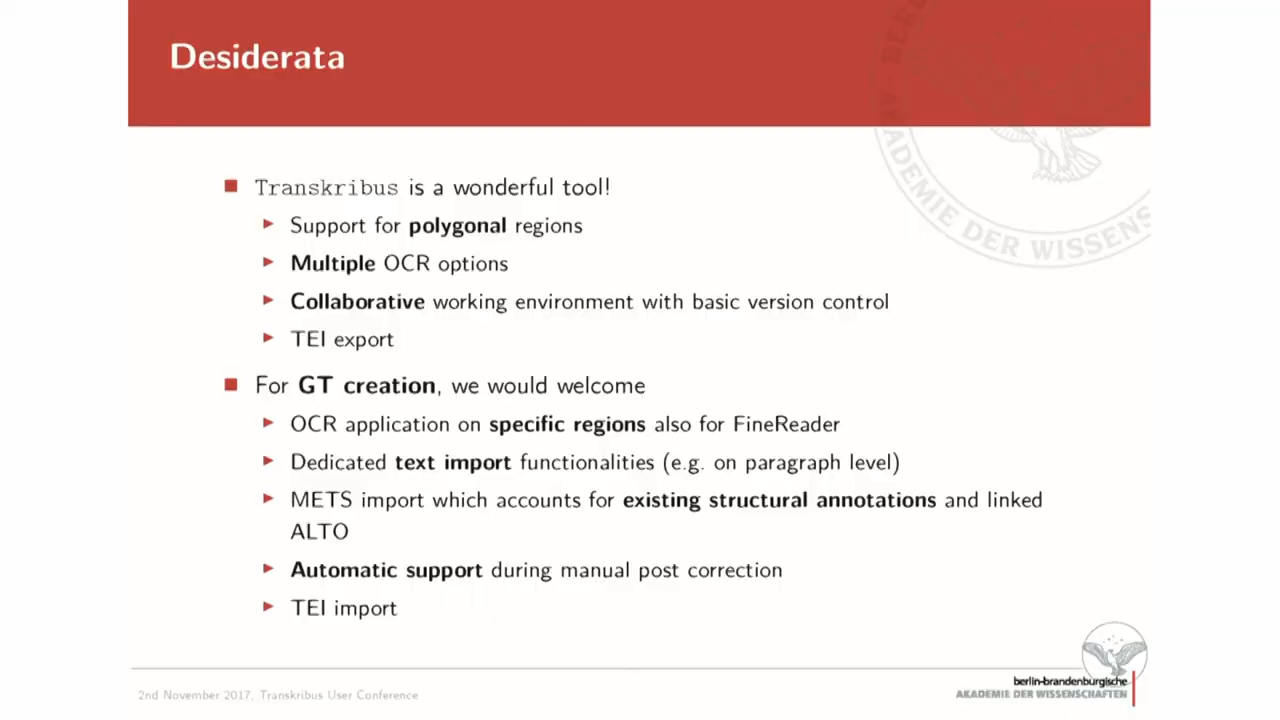 Desiderata
AKADEMIE DER WISSENS
Transkribus is a wonderful tool!
Support for polygonal regions
Multiple OCR options
Collaborative working environment with basic version control
TEI export
For GT creation, we would welcome
OCR application on specific regions also for FineReader
Dedicated text import functionalities (e.g. on paragraph level)
METS import which accounts for existing structural annotations and linked
ALTO
Automatic support during manual post correction
TEI import
2nd November 2017, Transkribus User Conference
berlin-brandenburgische
AKADEMIE DER WISSENSCHAFTEN